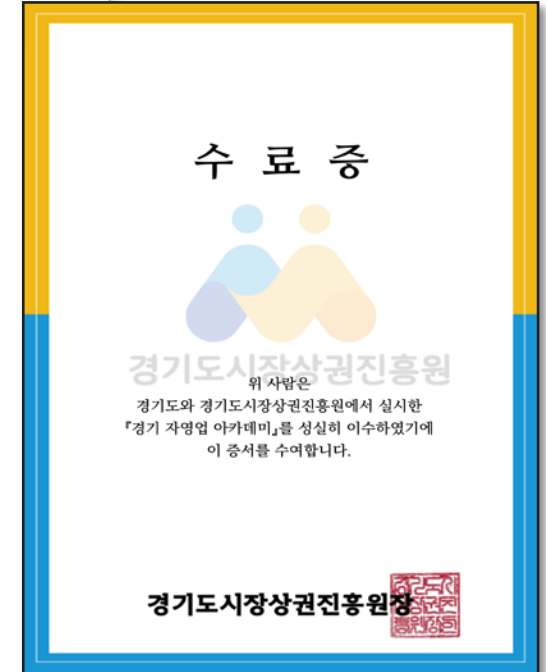 수 료 증
경기도시장상권진흥원
위 사람은
경기도와 경기도시장상권진흥원에서 실시한
『경기 자영업 아카데미』를 성실히 이수하였기에
이 증서를 수여합니다.
경기도시장상권진흥원장